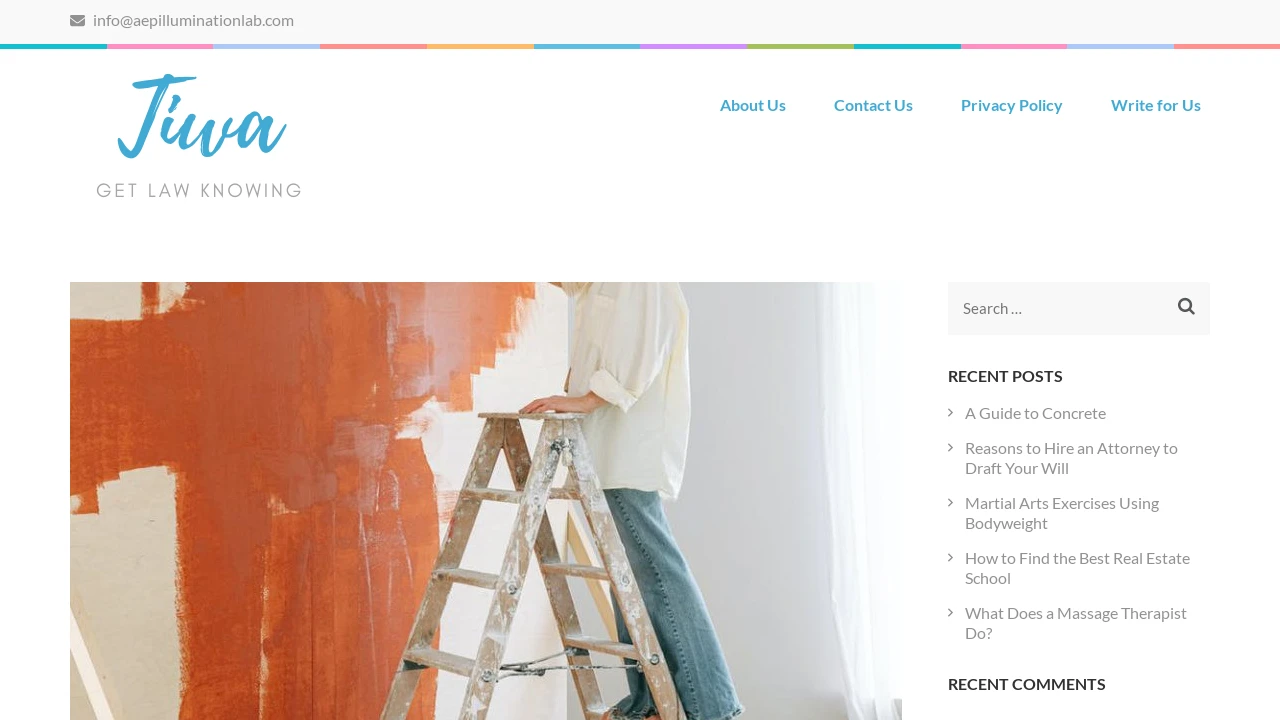 info@aepilluminationlab.com
Jiwa
GET LAW KNOWING
About Us
Contact Us
Privacy Policy
Write for Us
Search ...
RECENT POSTS
A Guide to Concrete
Reasons to Hire an Attorney to
Draft Your Will
Martial Arts Exercises Using
Bodyweight
How to Find the Best Real Estate
School
What Does a Massage Therapist
Do?
RECENT COMMENTS